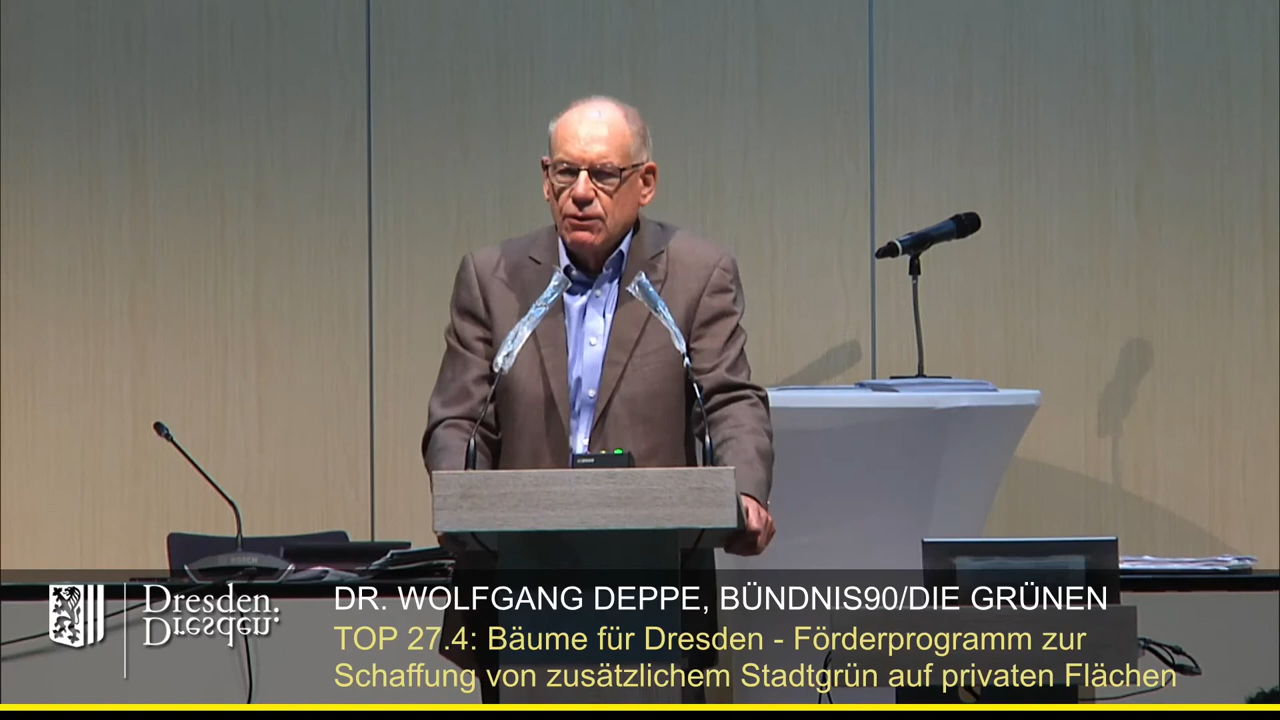 Dresden.
Dresden.
DR. WOLFGANG DEPPE, BÜNDNIS90/DIE GRÜNEN
TOP 27.4: Bäume für Dresden - Förderprogramm zur
Schaffung von zusätzlichem Stadtgrün auf privaten Flächen